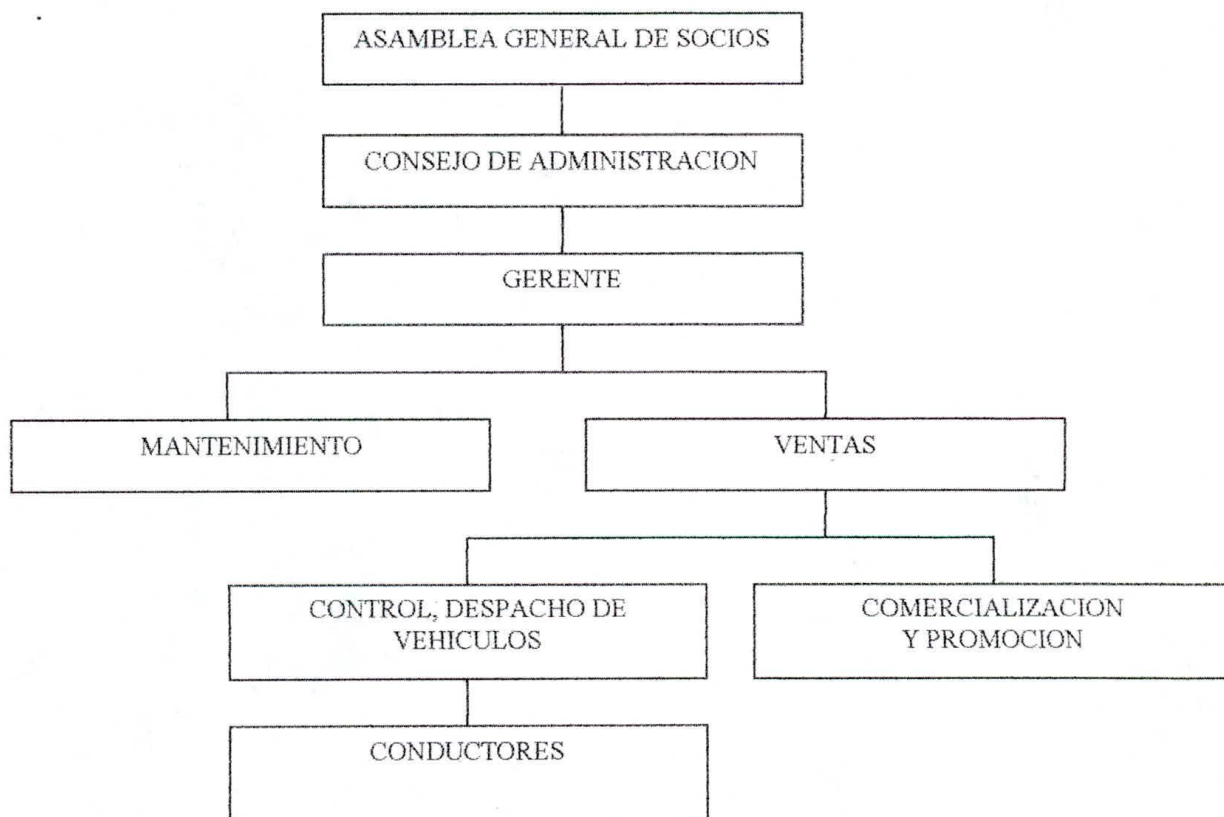 ASAMBLEA GENERAL DE SOCIOS
CONSEJO DE ADMINISTRACION
GERENTE
MANTENIMIENTO
VENTAS
CONTROL, DESPACHO DE
VEHICULOS
COMERCIALIZACION
Y PROMOCION
CONDUCTORES